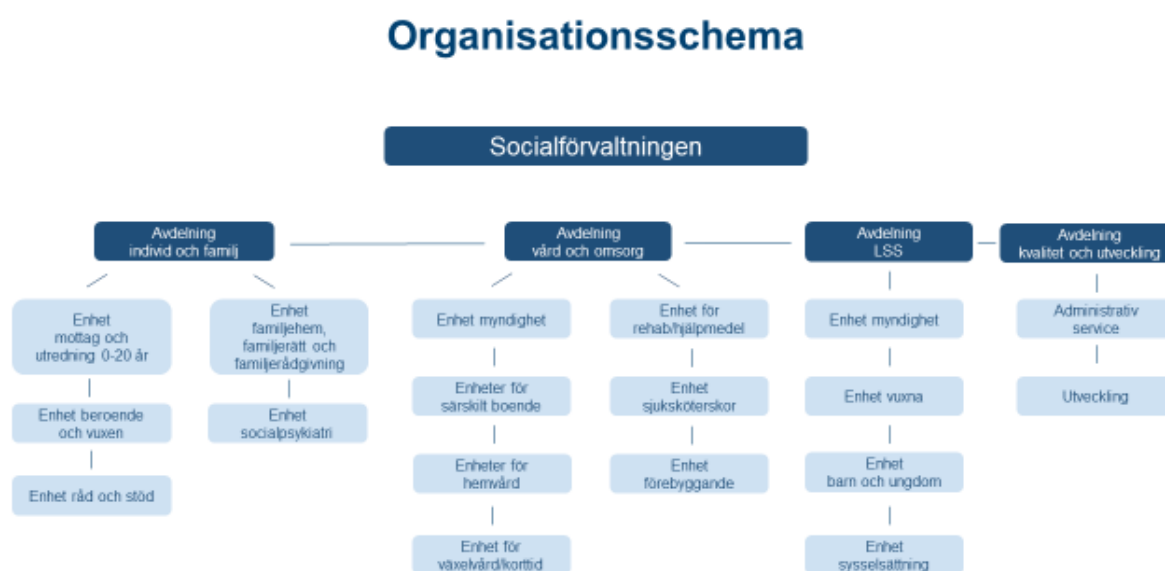 Organisationsschema
Socialförvaltningen
Avdelning
individ och familj
Avdelning
vård och omsorg
Avdelning
LSS
Avdelning
kvalitet och utveckling
Enhet
mottag och
utredning 0-20 år
Enhet beroende
och vuxen
Enhet råd och stöd
Enhet
familjehem,
familjerätt och
familjerådgivning
Enhet
socialpsykiatri
Enhet myndighet
Enheter för
särskilt boende
Enheter för
hemvård
Enhet för
växelvård/korttid
Enhet för
rehab/hjälpmedel
Enhet
sjuksköterskor
Enhet
förebyggande
Enhet myndighet
Enhet vuxna
Enhet
barn och ungdom
Enhet
sysselsättning
Administrativ
service
Utveckling